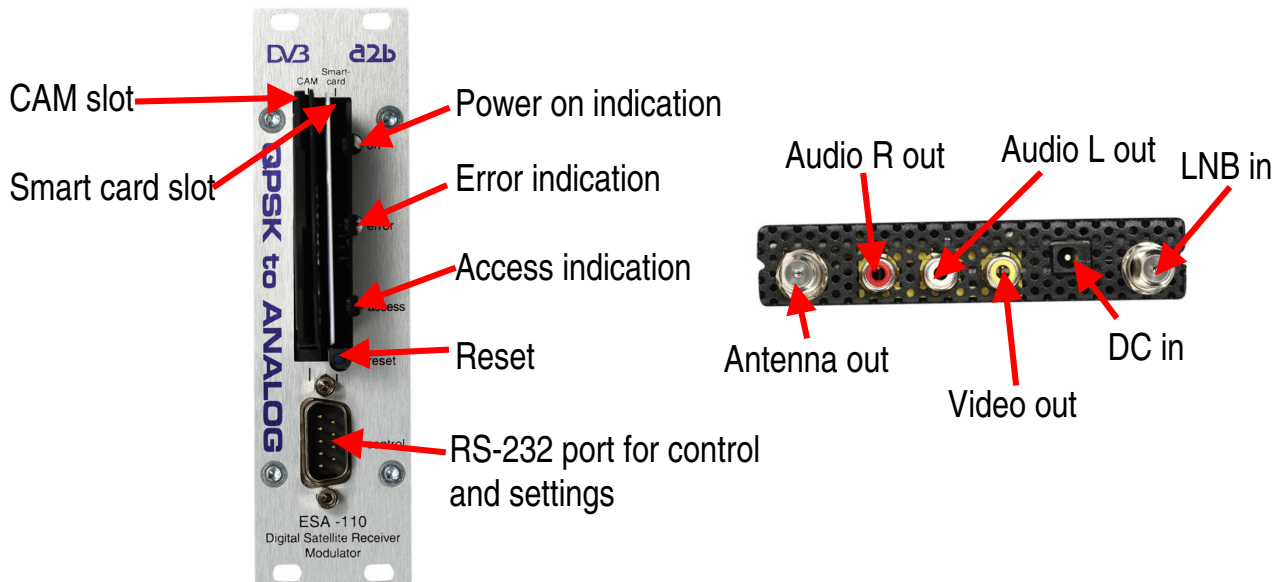 DVB a2b
CAM Smart-
card
CAM slot
Smart card slot
Power on indication
on
Error indication
error
Access indication
access
Reset
reset
QPSK to ANALOG
RS-232 port for control
and settings
control
ESA -110
Digital Satellite Receiver
Modulator
Audio R out
Audio L out
LNB in
Antenna out
Video out
DC in